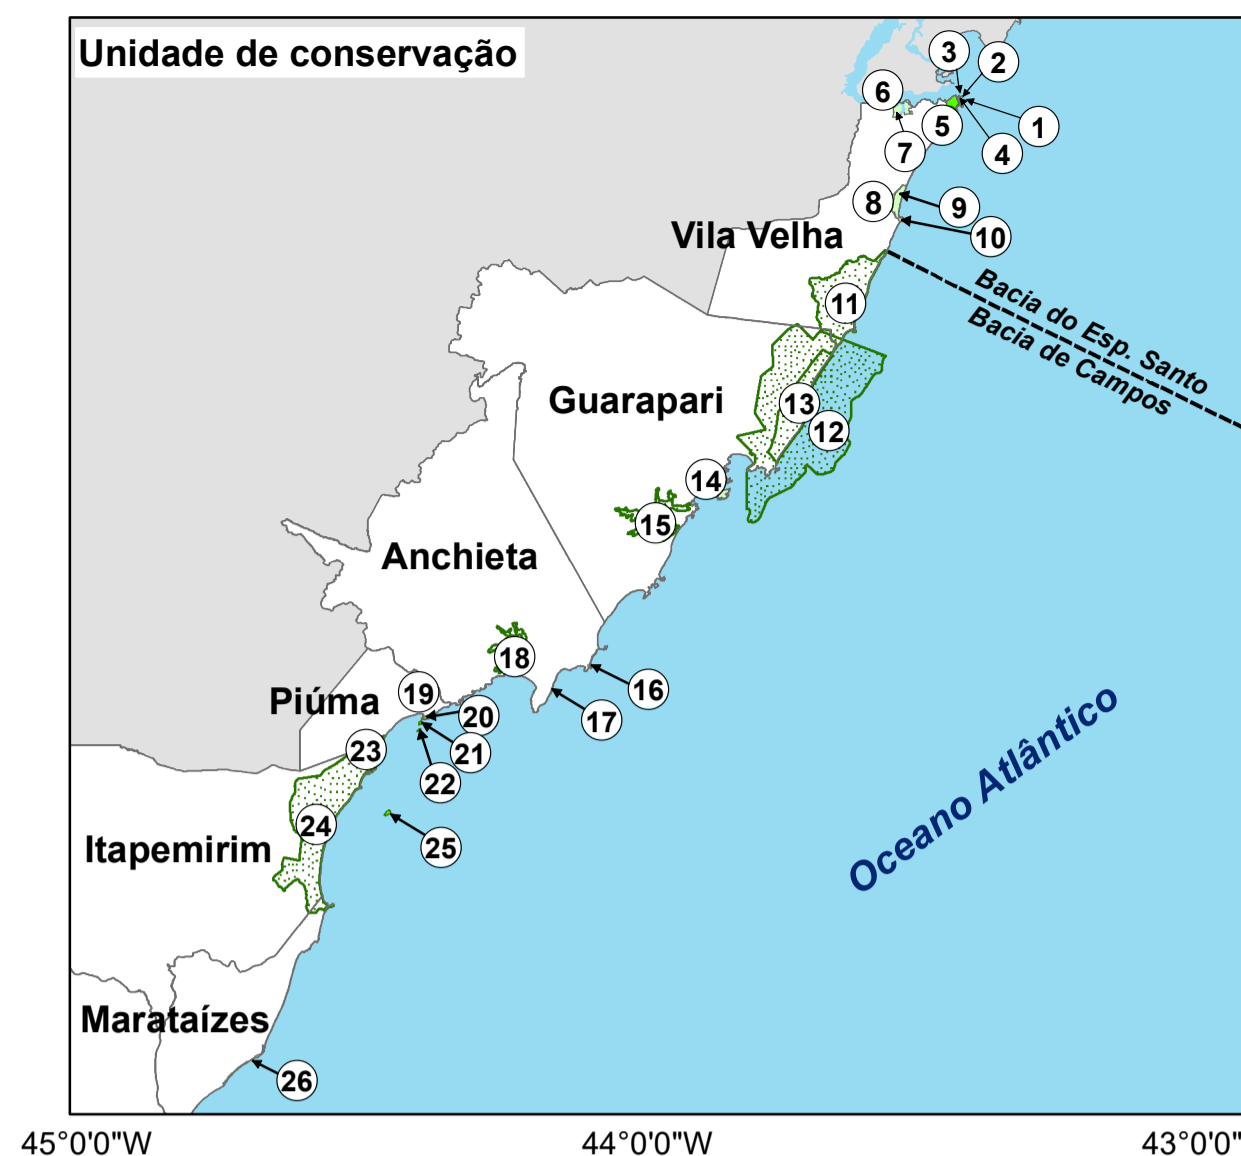 Unidade de conservação
3
2
6
1
5
7
4
8
9
Vila Velha
10
11
Bacia do Esp. Santo
Bacia de Campos
Guarapari
13
12
14
15
Anchieta
18
16
19
Piúma
20
17
23
21
22
24
Itapemirim
25
Oceano Atlântico
Marataízes
26
45°0'0"W
44°0'0"W
43°0'0"